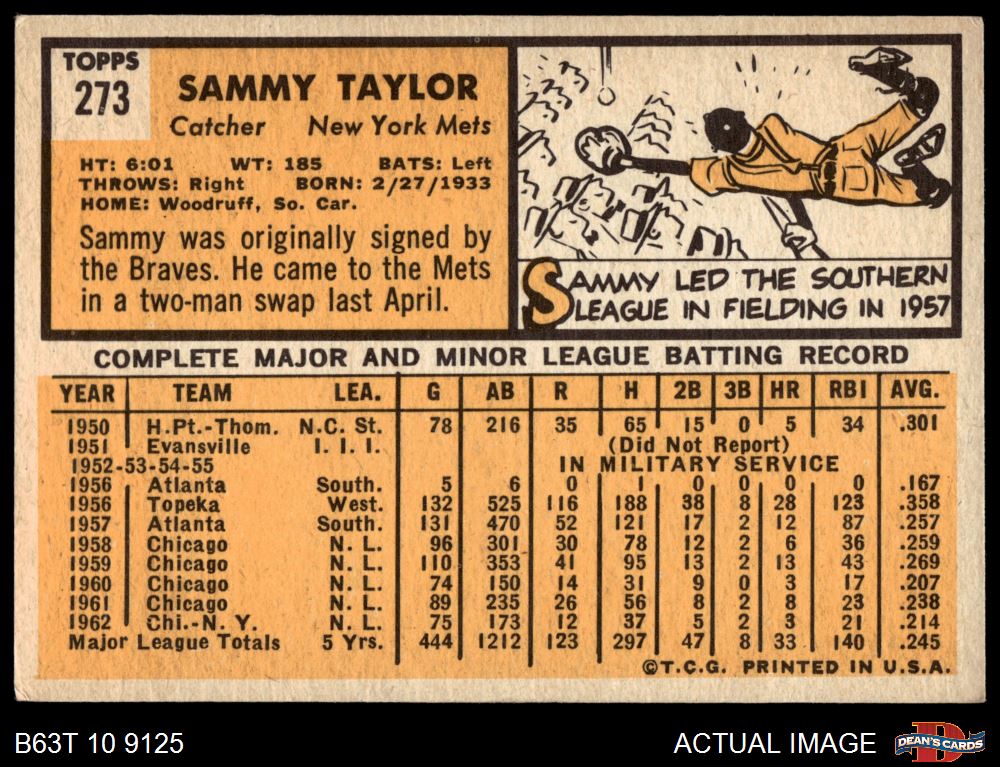 TOPPS
273
SAMMY TAYLOR
Catcher New York Mets
HT: 6:01 WT: 185 BATS: Left
THROWS: Right BORN: 2/27/1933
HOME: Woodruff, So. Car.
Sammy was originally signed by
the Braves. He came to the Mets
in a two-man swap last April.
SAMMY LED THE SOUTHERN
LEAGUE IN FIELDING IN 1957
COMPLETE MAJOR AND MINOR LEAGUE BATTING RECORD
YEAR TEAM LEA. G AB R H 2B 3B HR RBI AVG.
1950 H.Pt.-Thom. N.C. St. 78 216 35 65 15 0 5 34 .301
1951 Evansville I. I. I. (Did Not Report)
1952-53-54-55 IN MILITARY SERVICE
1956 Atlanta South. 5 6 0 1 0 0 0 0 .167
1956 Topeka West. 132 525 116 188 38 8 28 123 .358
1957 Atlanta South. 131 470 52 121 17 2 12 87 .257
1958 Chicago N. L. 96 301 30 78 12 2 6 36 .259
1959 Chicago N. L. 110 353 41 95 13 2 13 43 .269
1960 Chicago N. L. 74 150 14 31 9 0 3 17 .207
1961 Chicago N. L. 89 235 26 56 8 2 8 23 .238
1962 Chi.-N. Y. N. L. 75 173 12 37 5 2 3 21 .214
Major League Totals 5 Yrs. 444 1212 123 297 47 8 33 140 .245
©T.C.G. PRINTED IN U.S.A.
B63T 10 9125 ACTUAL IMAGE
D
DEAN'S CARDS